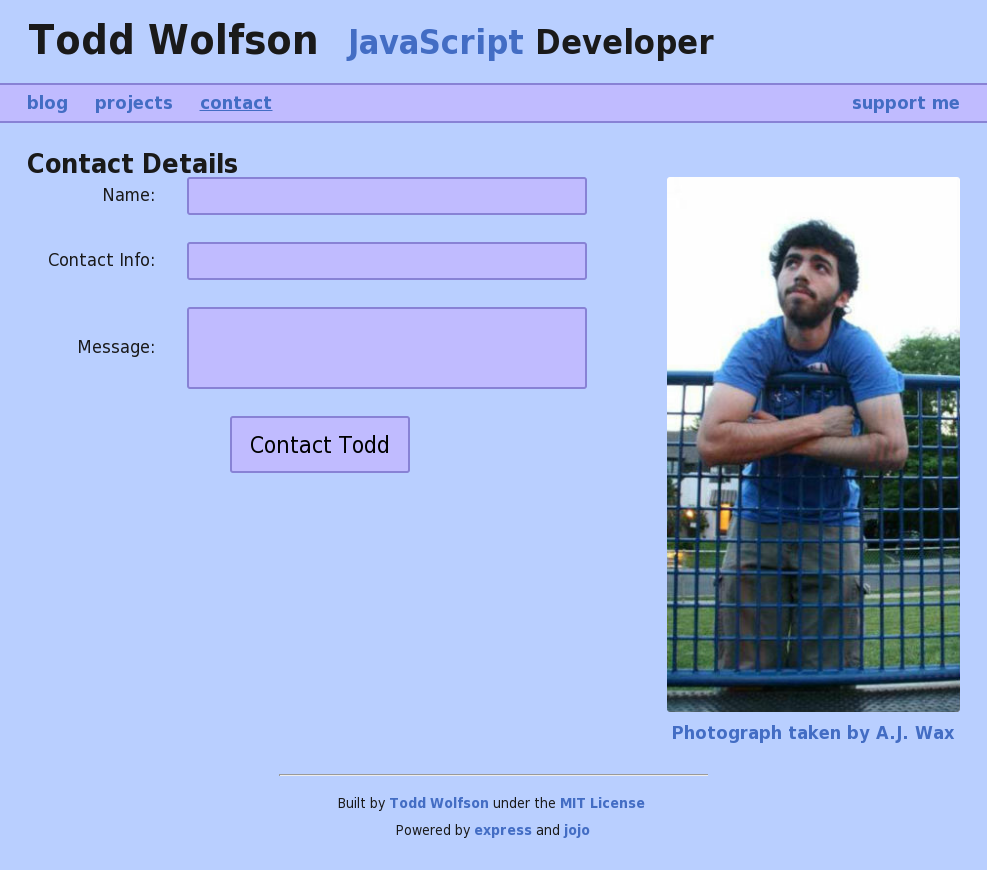 Todd Wolfson JavaScript Developer
blog projects contact support me
Contact Details
Name:
Contact Info:
Message:
Contact Todd
Photograph taken by A.J. Wax
Built by Todd Wolfson under the MIT License
Powered by express and jojo